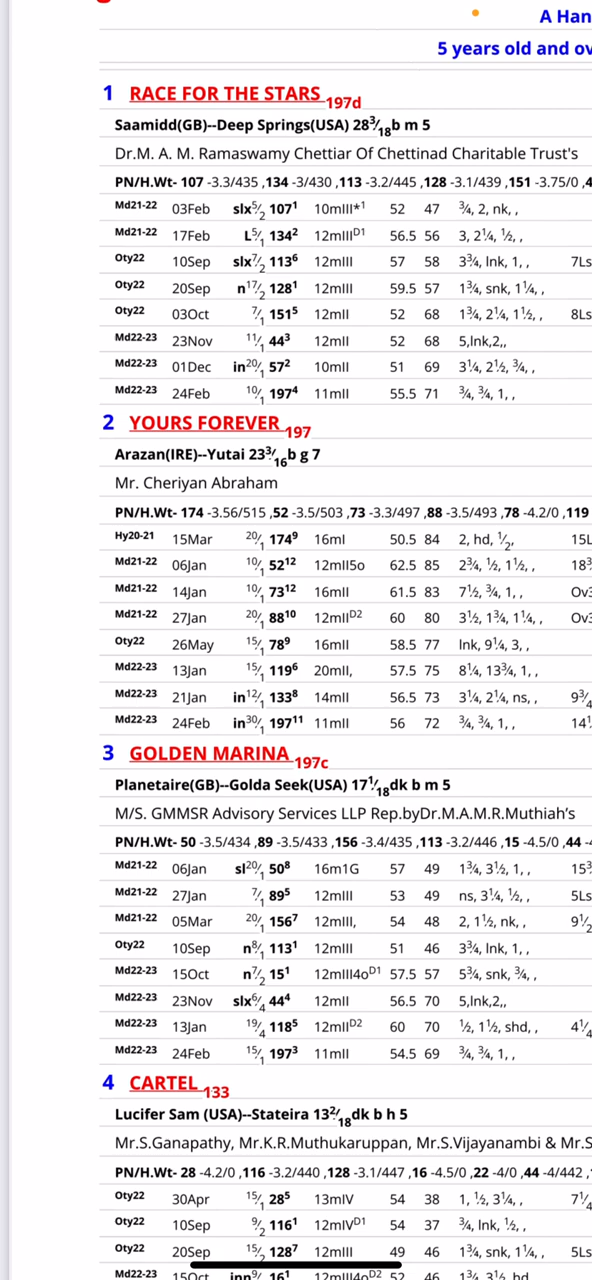 A Han
5 years old and ov
1 RACE FOR THE STARS 197d
Saamidd(GB)--Deep Springs(USA) 28³⁄₁₈b m 5
Dr.M. A. M. Ramaswamy Chettiar Of Chettinad Charitable Trust's
PN/H.Wt- 107 -3.3/435 ,134 -3/430 ,113 -3.2/445 ,128 -3.1/439 ,151 -3.75/0 ,4
Md21-22 03Feb slx⁵⁄₂ 107¹ 10mIII*¹ 52 47 ¾, 2, nk, ,
Md21-22 17Feb L⁵⁄₁ 134² 12mIIIᴰ¹ 56.5 56 3, 2¼, ½, ,
Oty22 10Sep slx⁷⁄₂ 113⁶ 12mIII 57 58 3¾, lnk, 1, , 7Ls
Oty22 20Sep n¹⁷⁄₂ 128¹ 12mIII 59.5 57 1¾, snk, 1¼, ,
Oty22 03Oct ⁷⁄₁ 151⁵ 12mII 52 68 1¾, 2¼, 1½, , 8Ls
Md22-23 23Nov ¹¹⁄₄ 44³ 12mII 52 68 5,lnk,2,,
Md22-23 01Dec in²⁰⁄₁ 57² 10mII 51 69 3¼, 2½, ¾, ,
Md22-23 24Feb ¹⁰⁄₁ 197⁴ 11mII 55.5 71 ¾, ¾, 1, ,
2 YOURS FOREVER 197
Arazan(IRE)--Yutai 23³⁄₁₆b g 7
Mr. Cheriyan Abraham
PN/H.Wt- 174 -3.56/515 ,52 -3.5/503 ,73 -3.3/497 ,88 -3.5/493 ,78 -4.2/0 ,119
Hy20-21 15Mar ²⁰⁄₁ 174⁹ 16mI 50.5 84 2, hd, ½, 15L
Md21-22 06Jan ¹⁰⁄₁ 52¹² 12mII5o 62.5 85 2¾, ½, 1½, , 18³
Md21-22 14Jan ¹⁰⁄₁ 73¹² 16mII 61.5 83 7½, ¾, 1, , Ov3
Md21-22 27Jan ²⁰⁄₁ 88¹⁰ 12mIIᴰ² 60 80 3½, 1¾, 1¼, , Ov3
Oty22 26May ¹⁵⁄₁ 78⁹ 16mII 58.5 77 lnk, 9¼, 3, ,
Md22-23 13Jan ¹⁵⁄₁ 119⁶ 20mII, 57.5 75 8¼, 13¾, 1, ,
Md22-23 21Jan in¹²⁄₁ 133⁸ 14mII 56.5 73 3¼, 2¼, ns, , 9¾
Md22-23 24Feb in³⁰⁄₁ 197¹¹ 11mII 56 72 ¾, ¾, 1, , 14¹
3 GOLDEN MARINA 197c
Planetaire(GB)--Golda Seek(USA) 17¹⁄₁₈dk b m 5
M/S. GMMSR Advisory Services LLP Rep.byDr.M.A.M.R.Muthiah’s
PN/H.Wt- 50 -3.5/434 ,89 -3.5/433 ,156 -3.4/435 ,113 -3.2/446 ,15 -4.5/0 ,44 -
Md21-22 06Jan sl²⁰⁄₁ 50⁸ 16m1G 57 49 1¾, 3½, 1, , 15³
Md21-22 27Jan ⁷⁄₁ 89⁵ 12mIII 53 49 ns, 3¼, ½, , 5Ls
Md21-22 05Mar ²⁰⁄₁ 156⁷ 12mIII, 54 48 2, 1½, nk, , 9½
Oty22 10Sep n⁸⁄₁ 113¹ 12mIII 51 46 3¾, lnk, 1, ,
Md22-23 15Oct n⁷⁄₂ 15¹ 12mIII4oᴰ¹ 57.5 57 5¾, snk, ¾, ,
Md22-23 23Nov slx⁶⁄₄ 44⁴ 12mII 56.5 70 5,lnk,2,,
Md22-23 13Jan ¹⁹⁄₄ 118⁵ 12mIIᴰ² 60 70 ½, 1½, shd, , 4¼
Md22-23 24Feb ¹⁵⁄₁ 197³ 11mII 54.5 69 ¾, ¾, 1, ,
4 CARTEL 133
Lucifer Sam (USA)--Stateira 13²⁄₁₈dk b h 5
Mr.S.Ganapathy, Mr.K.R.Muthukaruppan, Mr.S.Vijayanambi & Mr.S
PN/H.Wt- 28 -4.2/0 ,116 -3.2/440 ,128 -3.1/447 ,16 -4.5/0 ,22 -4/0 ,44 -4/442 ,
Oty22 30Apr ¹⁵⁄₁ 28⁵ 13mIV 54 38 1, ½, 3¼, , 7¼
Oty22 10Sep ⁹⁄₂ 116¹ 12mIVᴰ¹ 54 37 ¾, lnk, ½, ,
Oty22 20Sep ¹⁵⁄₂ 128⁷ 12mIII 49 46 1¾, snk, 1¼, , 5Ls
Md22-23 15Oct inn⁹⁄ 16¹ 12mIII4oᴰ² 52 46 1¾, 3½, hd,